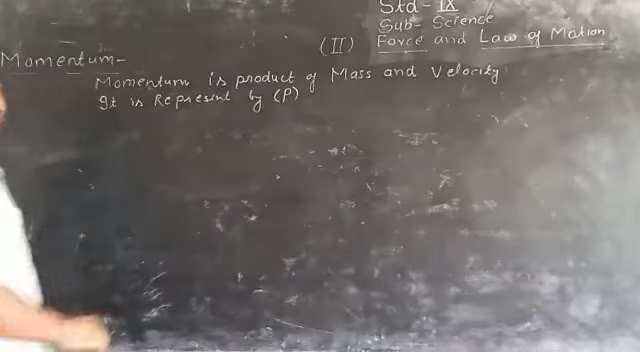 Std - IX
Sub - Science
(II) Force and Law of Motion
Momentum -
Momentum is product of Mass and Velocity
It is Represent by (P)